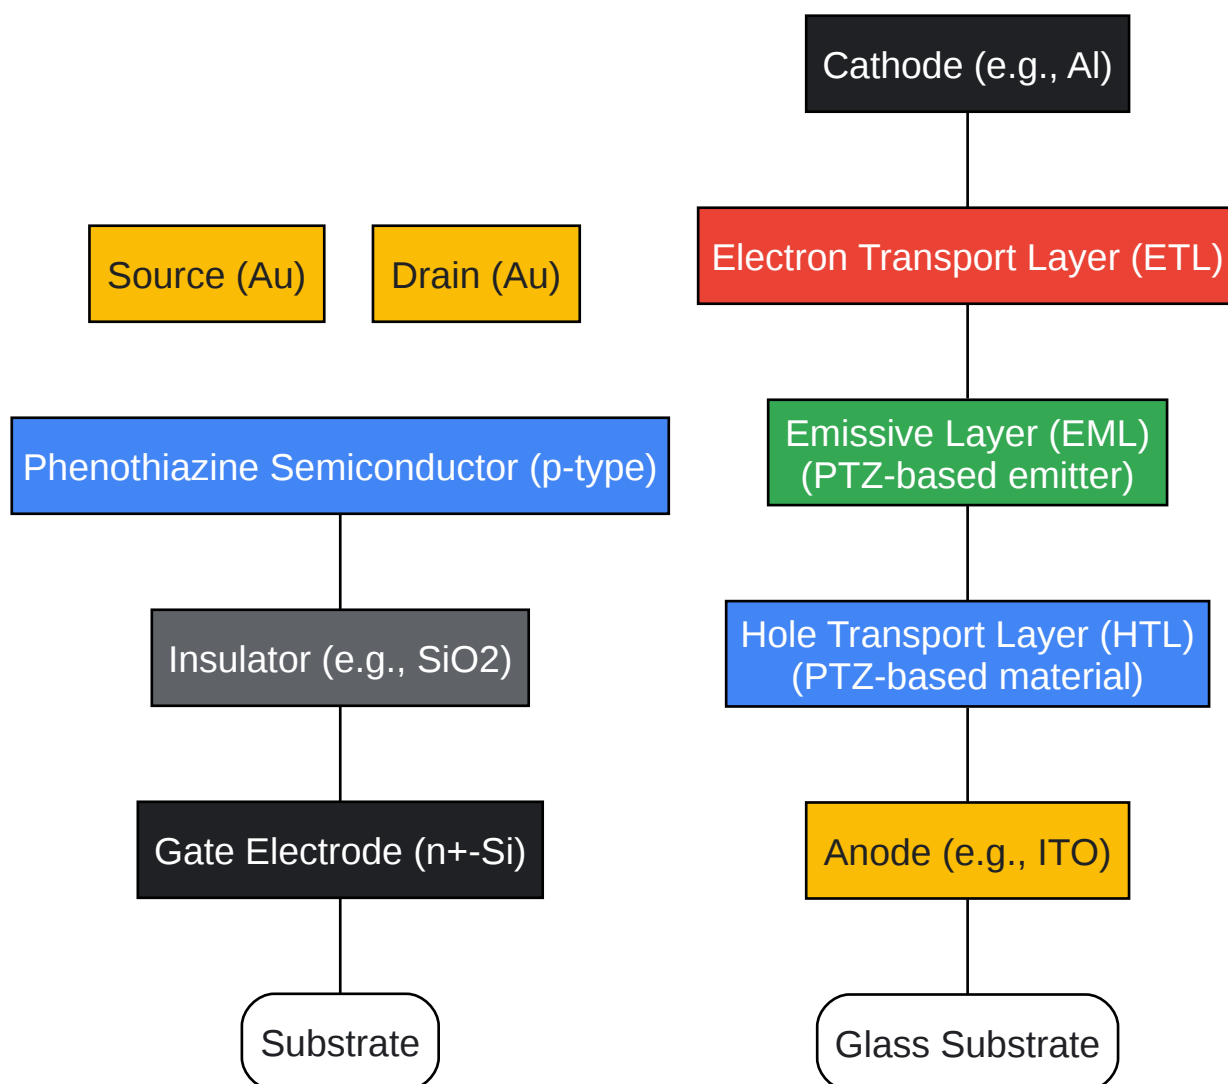 Source (Au)
Drain (Au)
Phenothiazine Semiconductor (p-type)
Insulator (e.g., SiO2)
Gate Electrode (n+-Si)
Substrate
Cathode (e.g., Al)
Electron Transport Layer (ETL)
Emissive Layer (EML)
(PTZ-based emitter)
Hole Transport Layer (HTL)
(PTZ-based material)
Anode (e.g., ITO)
Glass Substrate